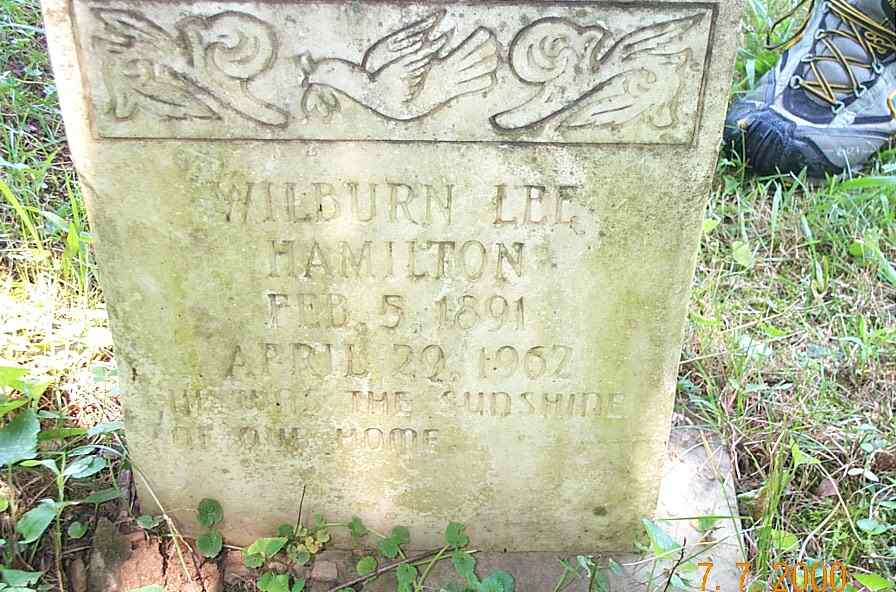 WILBURN LEE
HAMILTON
FEB. 5, 1891
APRIL 29, 1962
HE WAS THE SUNSHINE
OF OUR HOME
7. 7. 2000